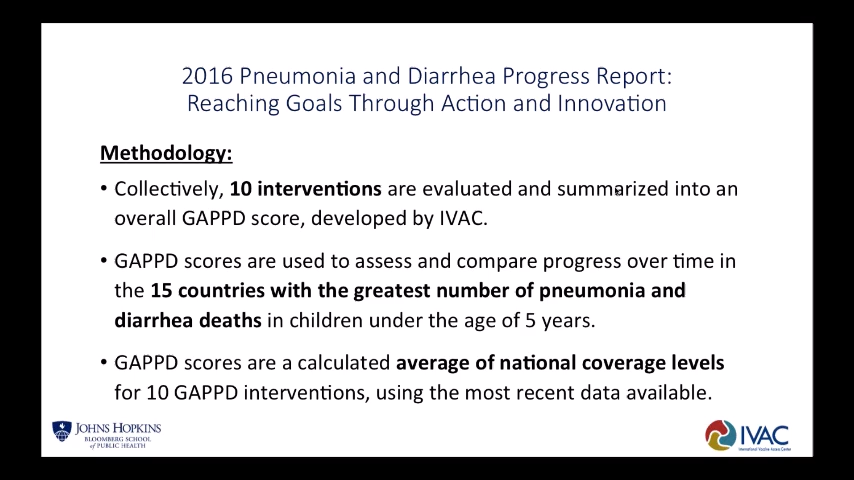 2016 Pneumonia and Diarrhea Progress Report:
Reaching Goals Through Action and Innovation
Methodology:
• Collectively, 10 interventions are evaluated and summarized into an
overall GAPPD score, developed by IVAC.
• GAPPD scores are used to assess and compare progress over time in
the 15 countries with the greatest number of pneumonia and
diarrhea deaths in children under the age of 5 years.
• GAPPD scores are a calculated average of national coverage levels
for 10 GAPPD interventions, using the most recent data available.
JOHNS HOPKINS
BLOOMBERG SCHOOL
of PUBLIC HEALTH
IVAC
International Vaccine Access Center